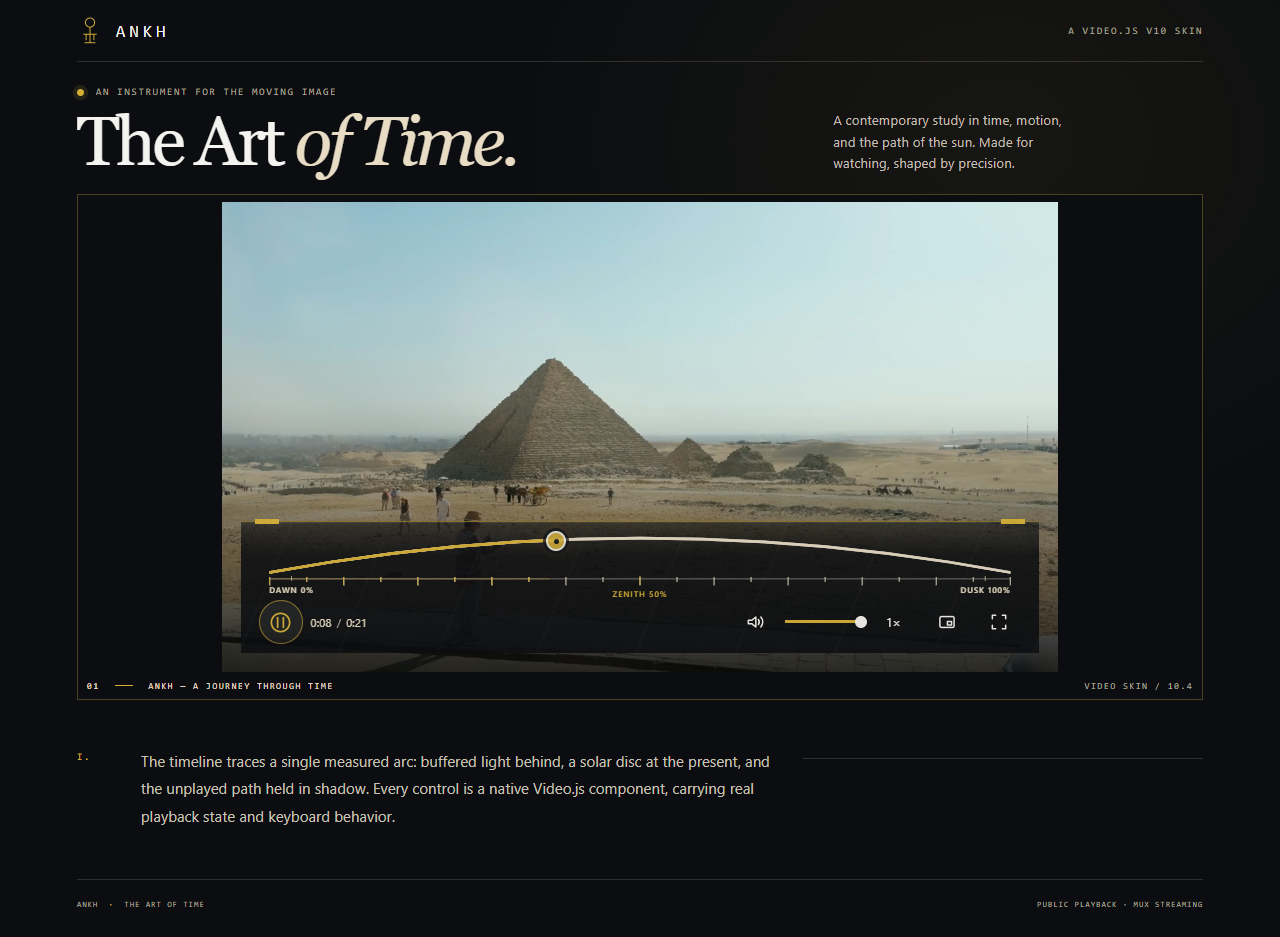 ANKH
A VIDEO.JS V10 SKIN
AN INSTRUMENT FOR THE MOVING IMAGE
The Art of Time.
A contemporary study in time, motion,
and the path of the sun. Made for
watching, shaped by precision.
DAWN 0%
ZENITH 50%
DUSK 100%
0:08 / 0:21
1×
01 — ANKH — A JOURNEY THROUGH TIME
VIDEO SKIN / 10.4
I.
The timeline traces a single measured arc: buffered light behind, a solar disc at the present, and
the unplayed path held in shadow. Every control is a native Video.js component, carrying real
playback state and keyboard behavior.
ANKH · THE ART OF TIME
PUBLIC PLAYBACK · MUX STREAMING